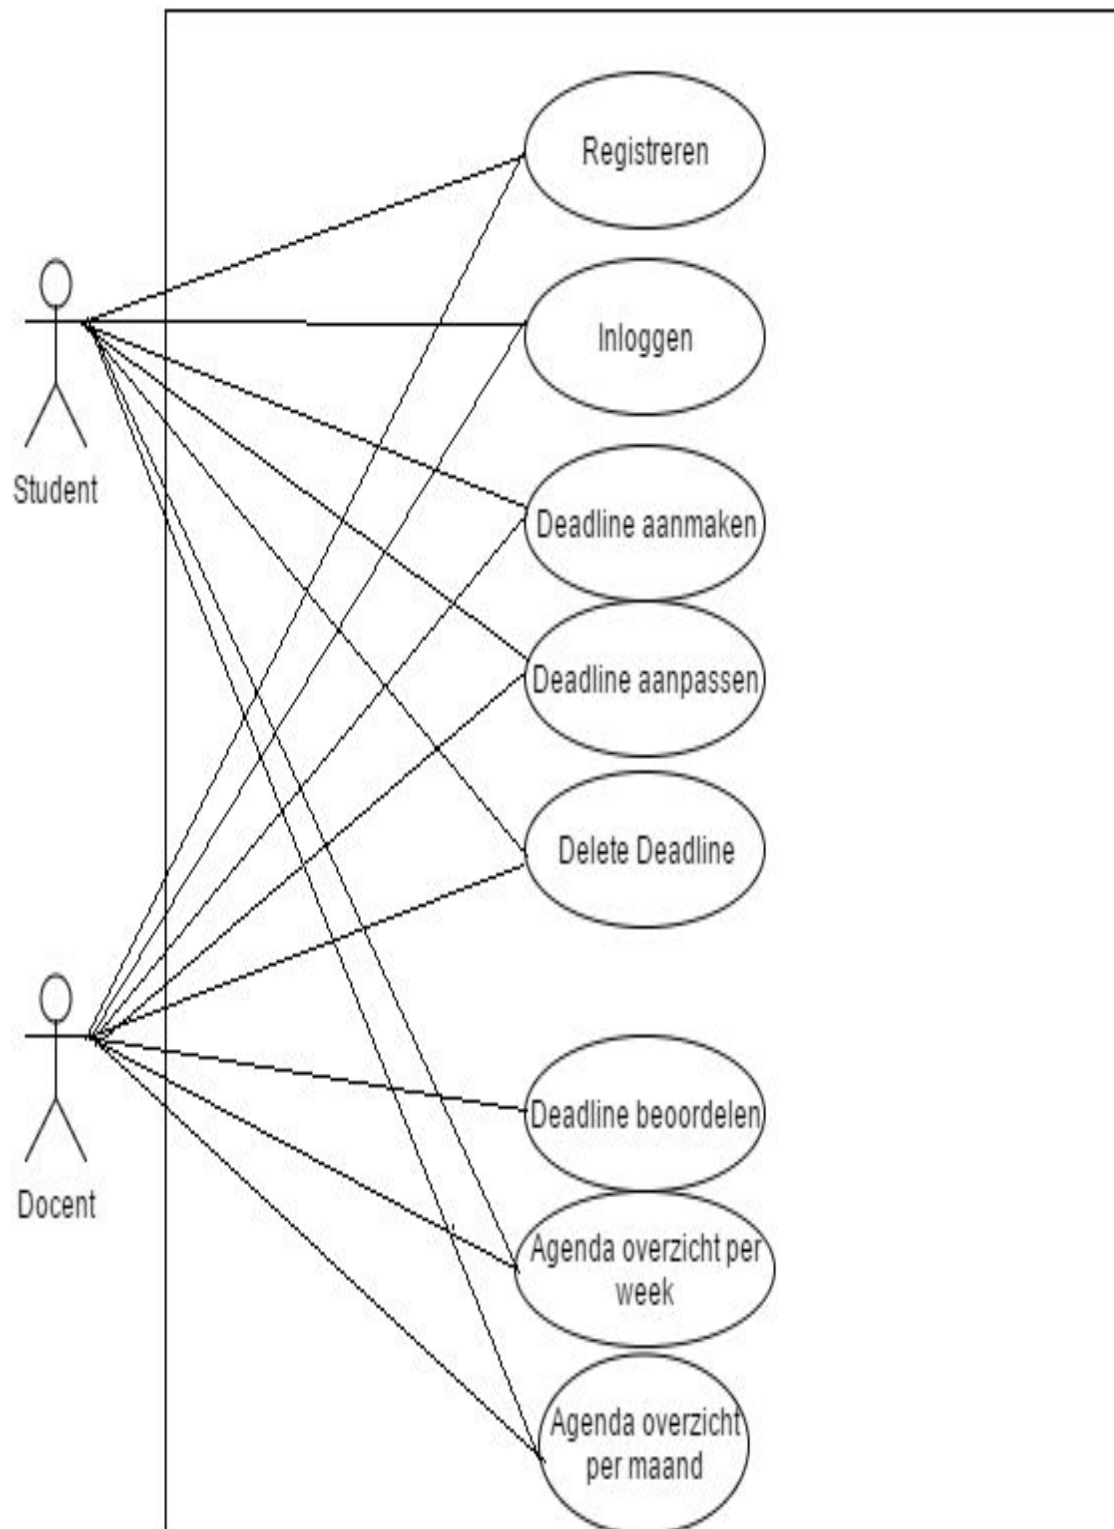 Registreren
Inloggen
Student
Deadline aanmaken
Deadline aanpassen
Delete Deadline
Deadline beoordelen
Docent
Agenda overzicht per
week
Agenda overzicht
per maand